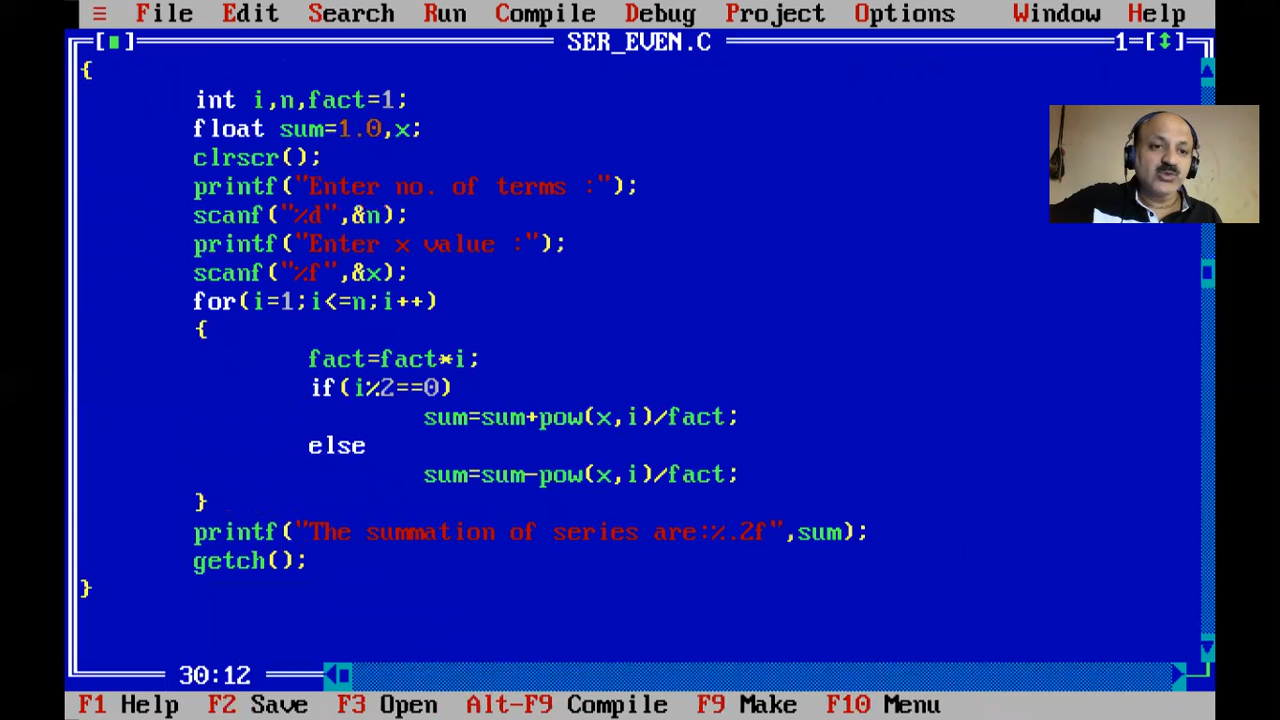 ≡ File Edit Search Run Compile Debug Project Options Window Help
[■] SER_EVEN.C 1=[↕]
{
int i,n,fact=1;
float sum=1.0,x;
clrscr();
printf("Enter no. of terms :");
scanf("%d",&n);
printf("Enter x value :");
scanf("%f",&x);
for(i=1;i<=n;i++)
{
fact=fact*i;
if(i%2==0)
sum=sum+pow(x,i)/fact;
else
sum=sum-pow(x,i)/fact;
}
printf("The summation of series are:%.2f",sum);
getch();
}
30:12
F1 Help F2 Save F3 Open Alt-F9 Compile F9 Make F10 Menu